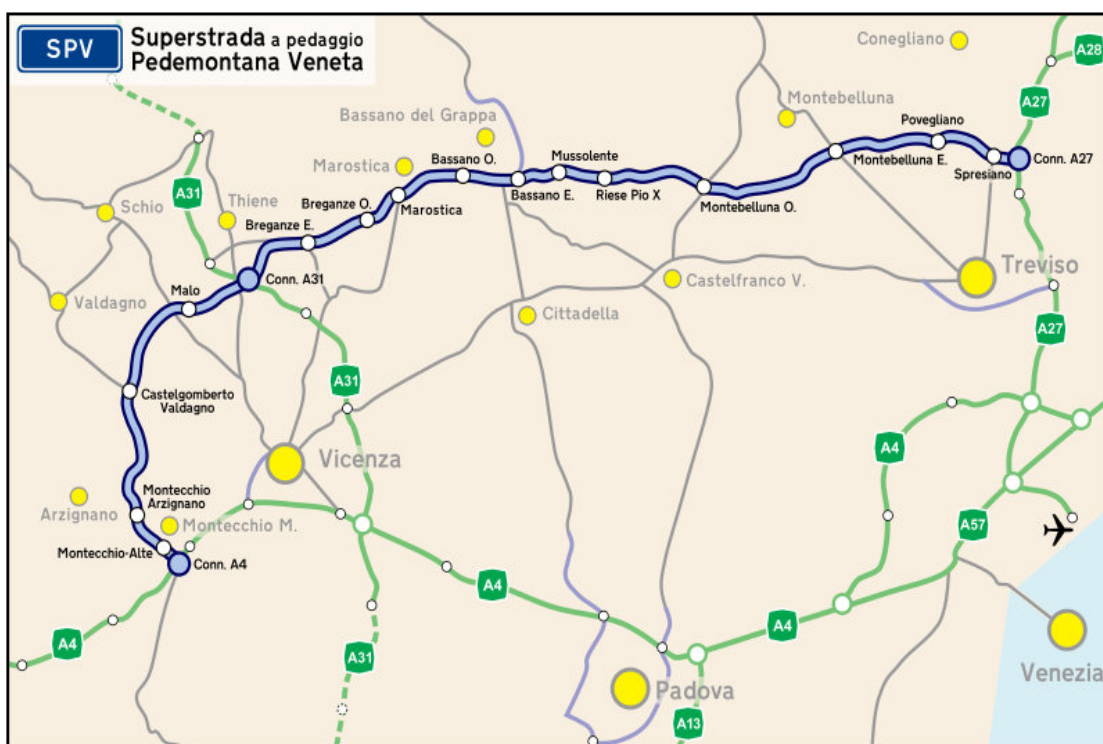 SPV
Superstrada a pedaggio
Pedemontana Veneta
Conegliano
A28
A27
Montebelluna
Bassano del Grappa
Povegliano
Marostica
Bassano O.
Mussolente
Conn. A27
Montebelluna E.
Spresiano
A31
Thiene
Schio
Breganze O.
Bassano E.
Riese Pio X
Marostica
Montebelluna O.
Breganze E.
Treviso
Conn. A31
Castelfranco V.
Valdagno
Malo
Cittadella
A27
A31
Castelgomberto
Valdagno
A4
Vicenza
Montecchio
Arzignano
Arzignano
Montecchio M.
A57
Montecchio-Alte
Conn. A4
A4
A4
A4
A31
Venezia
Padova
A13